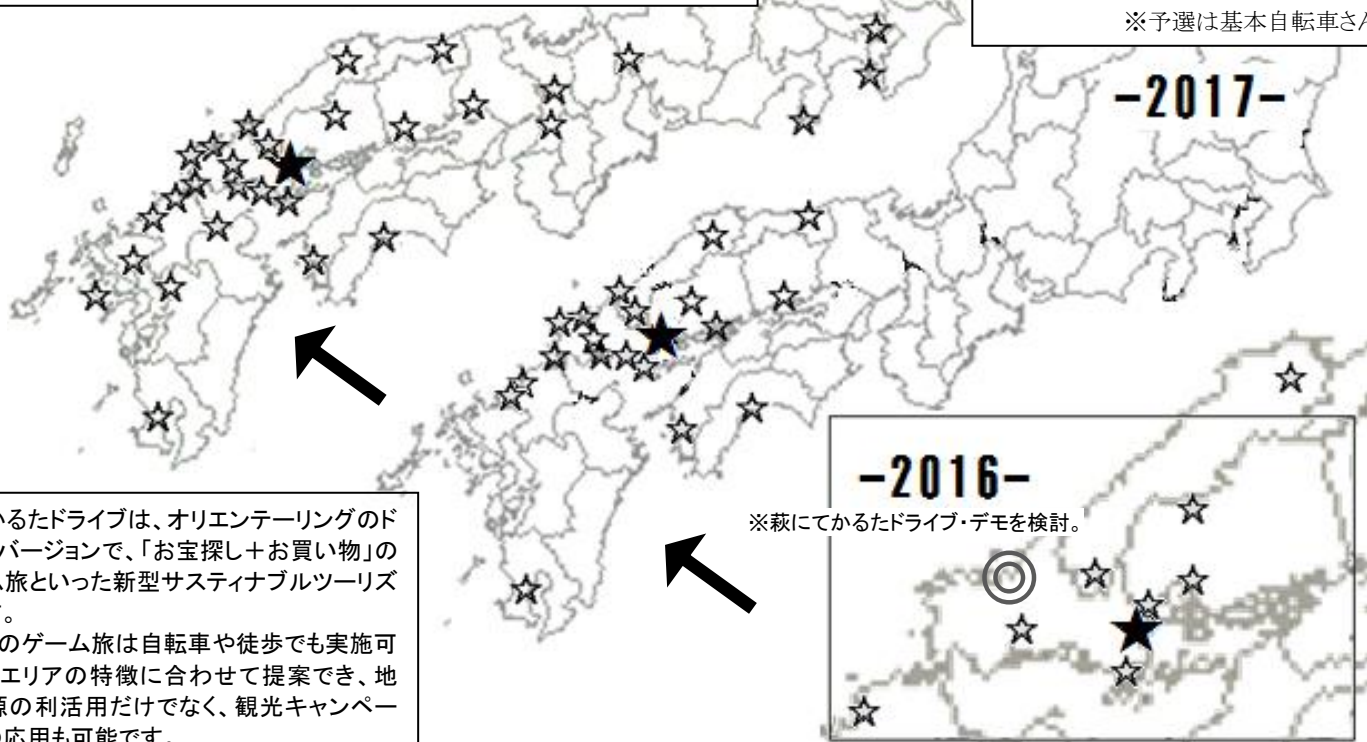 ※予選は基本自転車さん
−2017−
−2016−
※萩にてかるたドライブ・デモを検討。
いるたドライブは、オリエンテーリングのド
バージョンで、「お宝探し＋お買い物」の
ム旅といった新型サスティナブルツーリズ
す。
のゲーム旅は自転車や徒歩でも実施可
エリアの特徴に合わせて提案でき、地
源の利活用だけでなく、観光キャンペー
の応用も可能です。